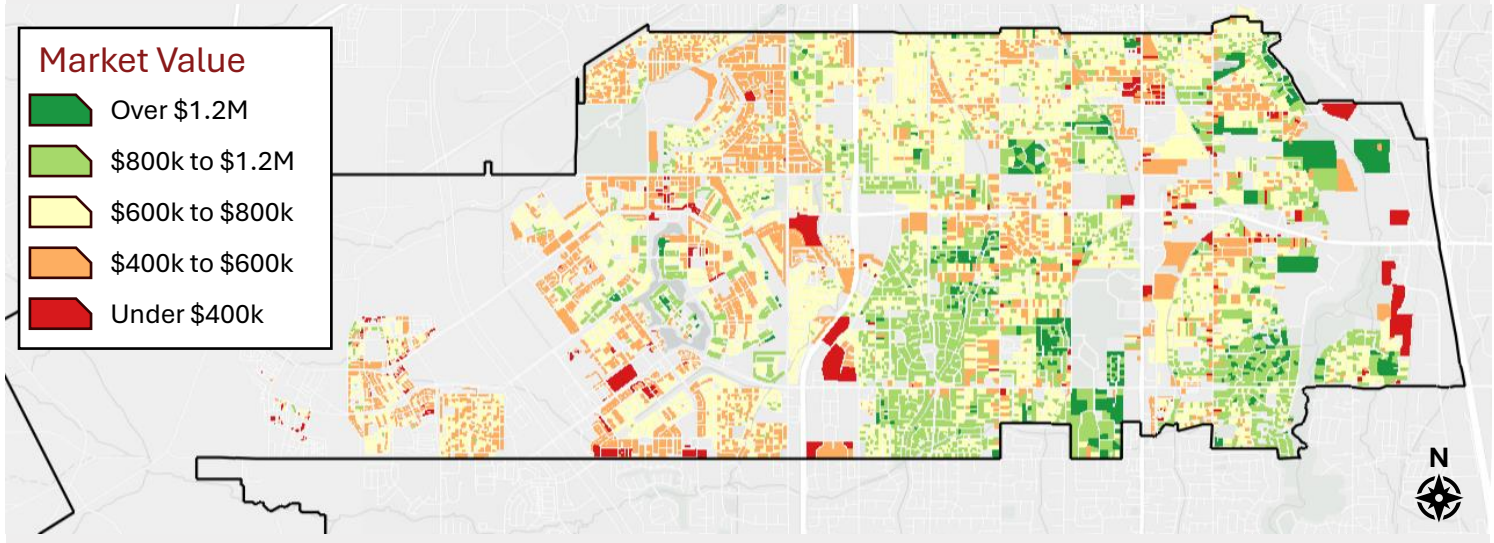 Market Value
Over $1.2M
$800k to $1.2M
$600k to $800k
$400k to $600k
Under $400k
N